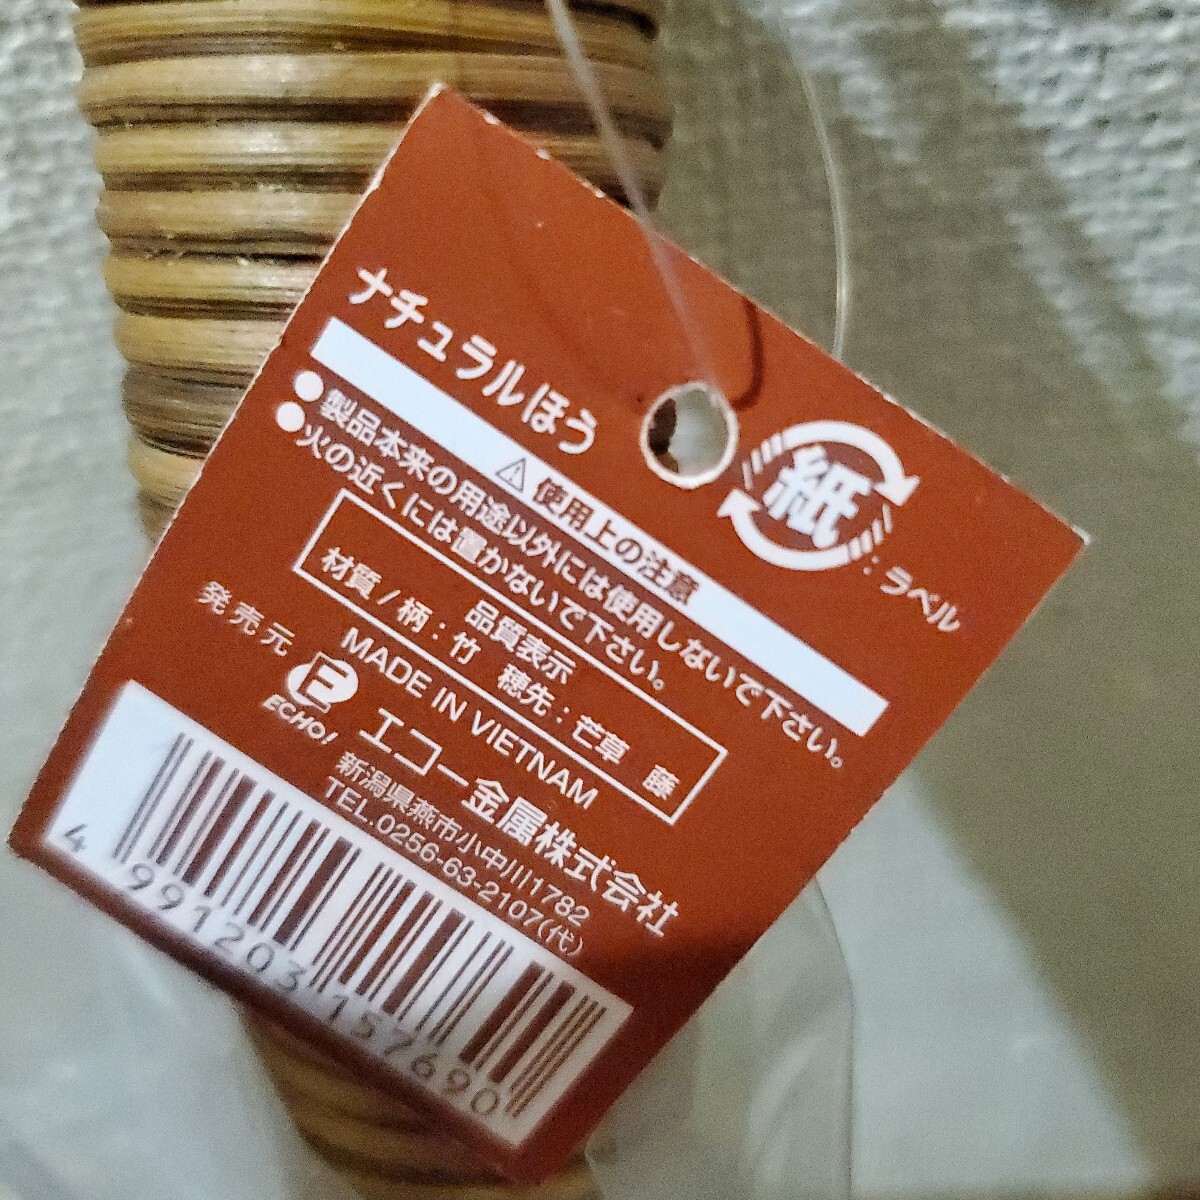 紙
:ラベル
ナチュラルほう
⚠使用上の注意
●製品本来の用途以外には使用しないで下さい。
●火の近くには置かないで下さい。
品質表示
材質/柄:竹 穂先:芒草 藤
MADE IN VIETNAM
発売元
ECHO!
エコー金属株式会社
新潟県燕市小中川1782
TEL.0256-63-2107(代)
4 991203 157690